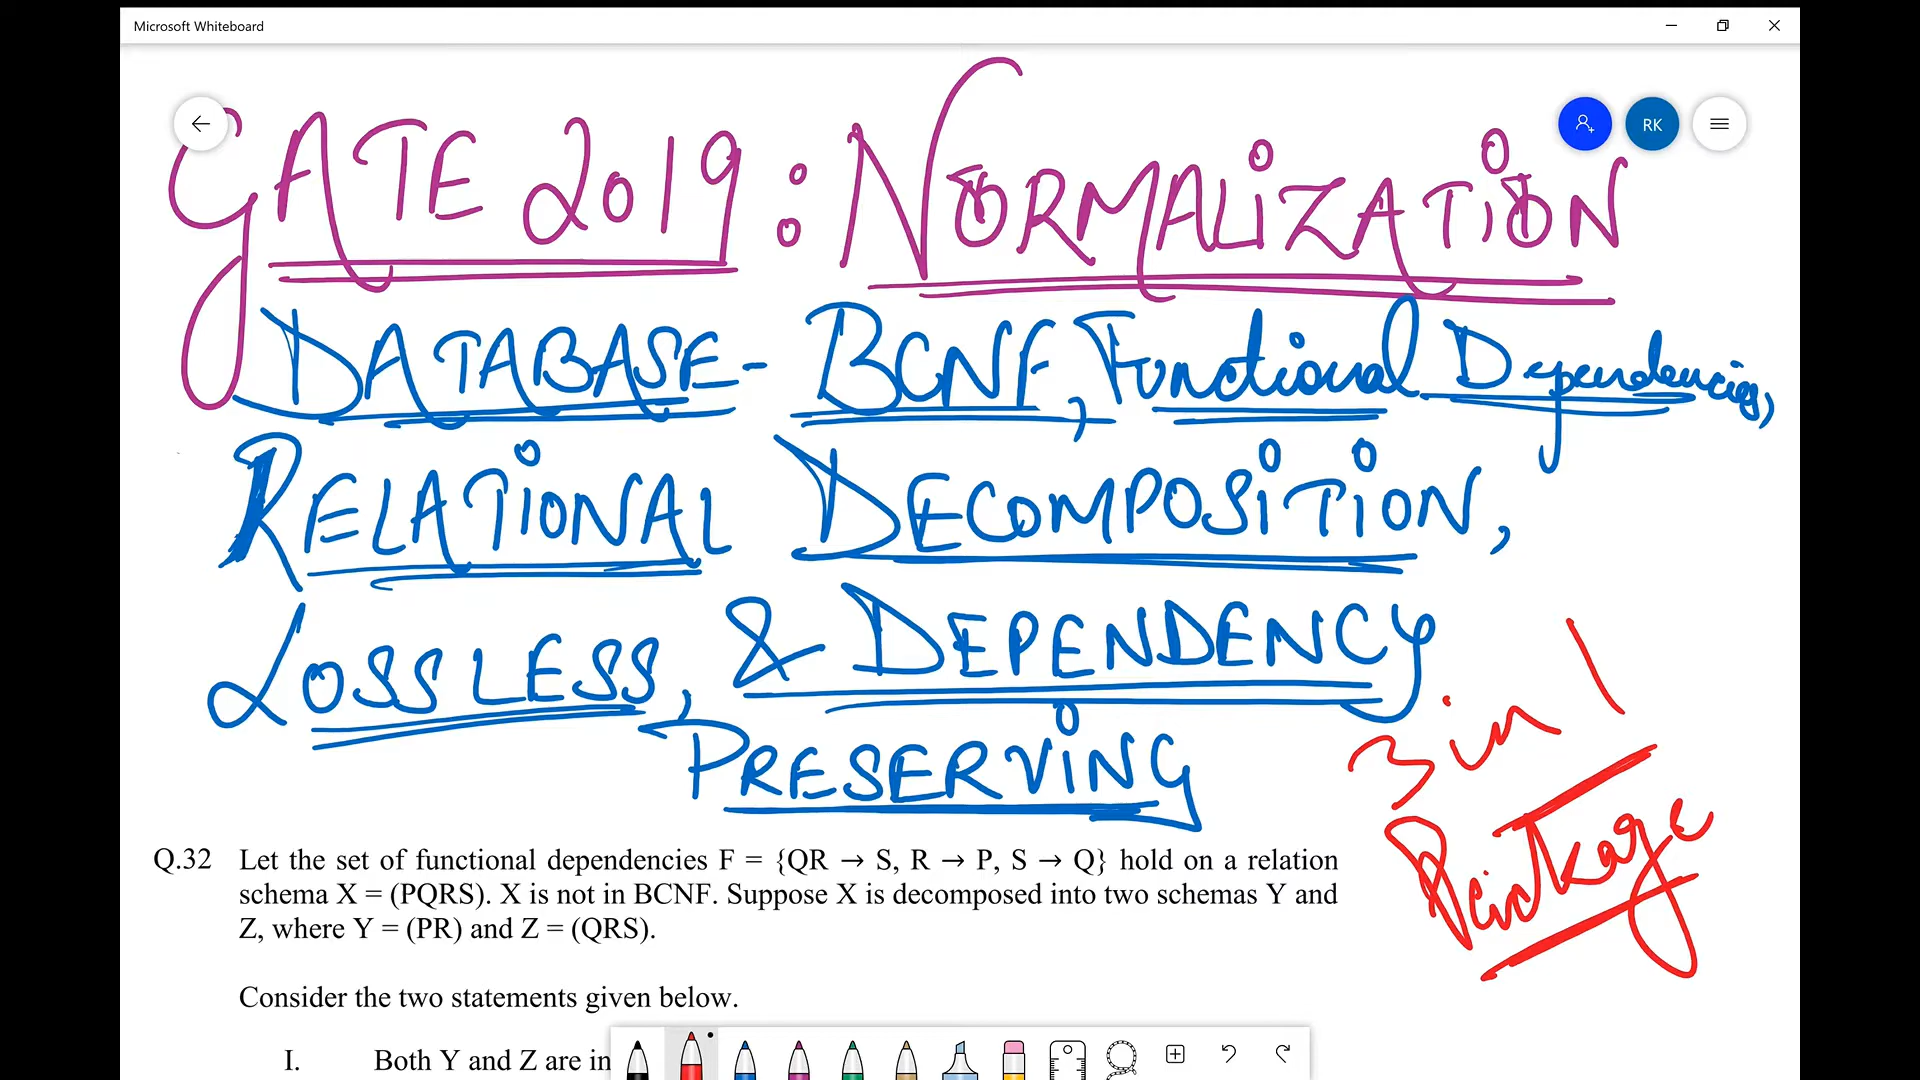 Microsoft Whiteboard
RK
GATE 2019 : NORMALIZATION
DATABASE- BCNF, Functional Dependencies,
RELATIONAL DECOMPOSITION,
LOSSLESS, & DEPENDENCY
PRESERVING
3 in 1
Package
Q.32 Let the set of functional dependencies F = {QR → S, R → P, S → Q} hold on a relation
schema X = (PQRS). X is not in BCNF. Suppose X is decomposed into two schemas Y and
Z, where Y = (PR) and Z = (QRS).
Consider the two statements given below.
I. Both Y and Z are in